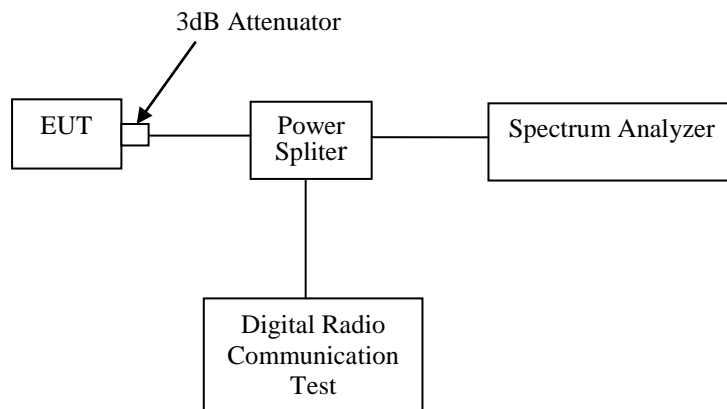 3dB Attenuator
EUT
Power
Spliter
Spectrum Analyzer
Digital Radio
Communication
Test